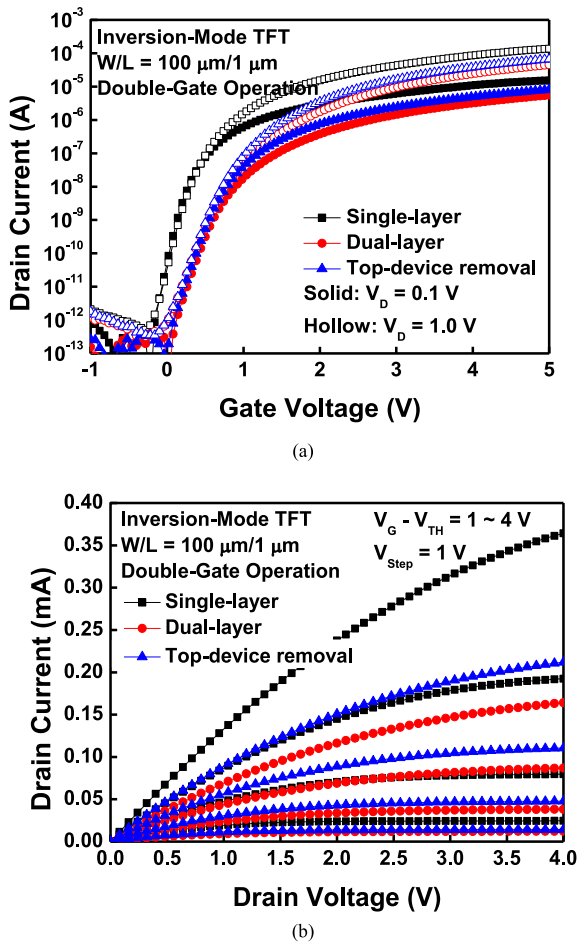 Inversion-Mode TFT
W/L = 100 μm/1 μm
Double-Gate Operation
Single-layer
Dual-layer
Top-device removal
Solid: V_D = 0.1 V
Hollow: V_D = 1.0 V
Drain Current (A)
10^-3
10^-4
10^-5
10^-6
10^-7
10^-8
10^-9
10^-10
10^-11
10^-12
10^-13
-1 0 1 2 3 4 5
Gate Voltage (V)
(a)
Inversion-Mode TFT
W/L = 100 μm/1 μm
Double-Gate Operation
Single-layer
Dual-layer
Top-device removal
V_G - V_TH = 1 ~ 4 V
V_Step = 1 V
Drain Current (mA)
0.40
0.35
0.30
0.25
0.20
0.15
0.10
0.05
0.00
0.0 0.5 1.0 1.5 2.0 2.5 3.0 3.5 4.0
Drain Voltage (V)
(b)